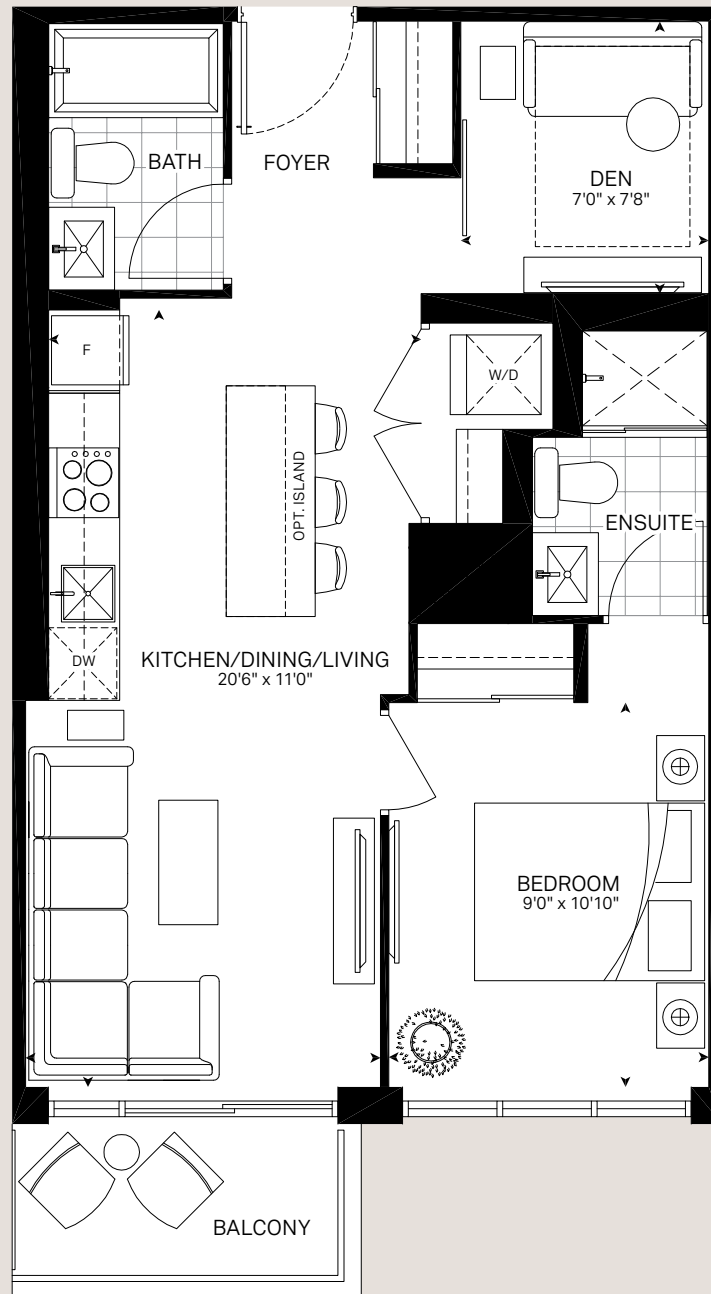 BATH
FOYER
DEN
7'0" x 7'8"
F
W/D
OPT. ISLAND
ENSUITE
DW
KITCHEN/DINING/LIVING
20'6" x 11'0"
BEDROOM
9'0" x 10'10"
BALCONY